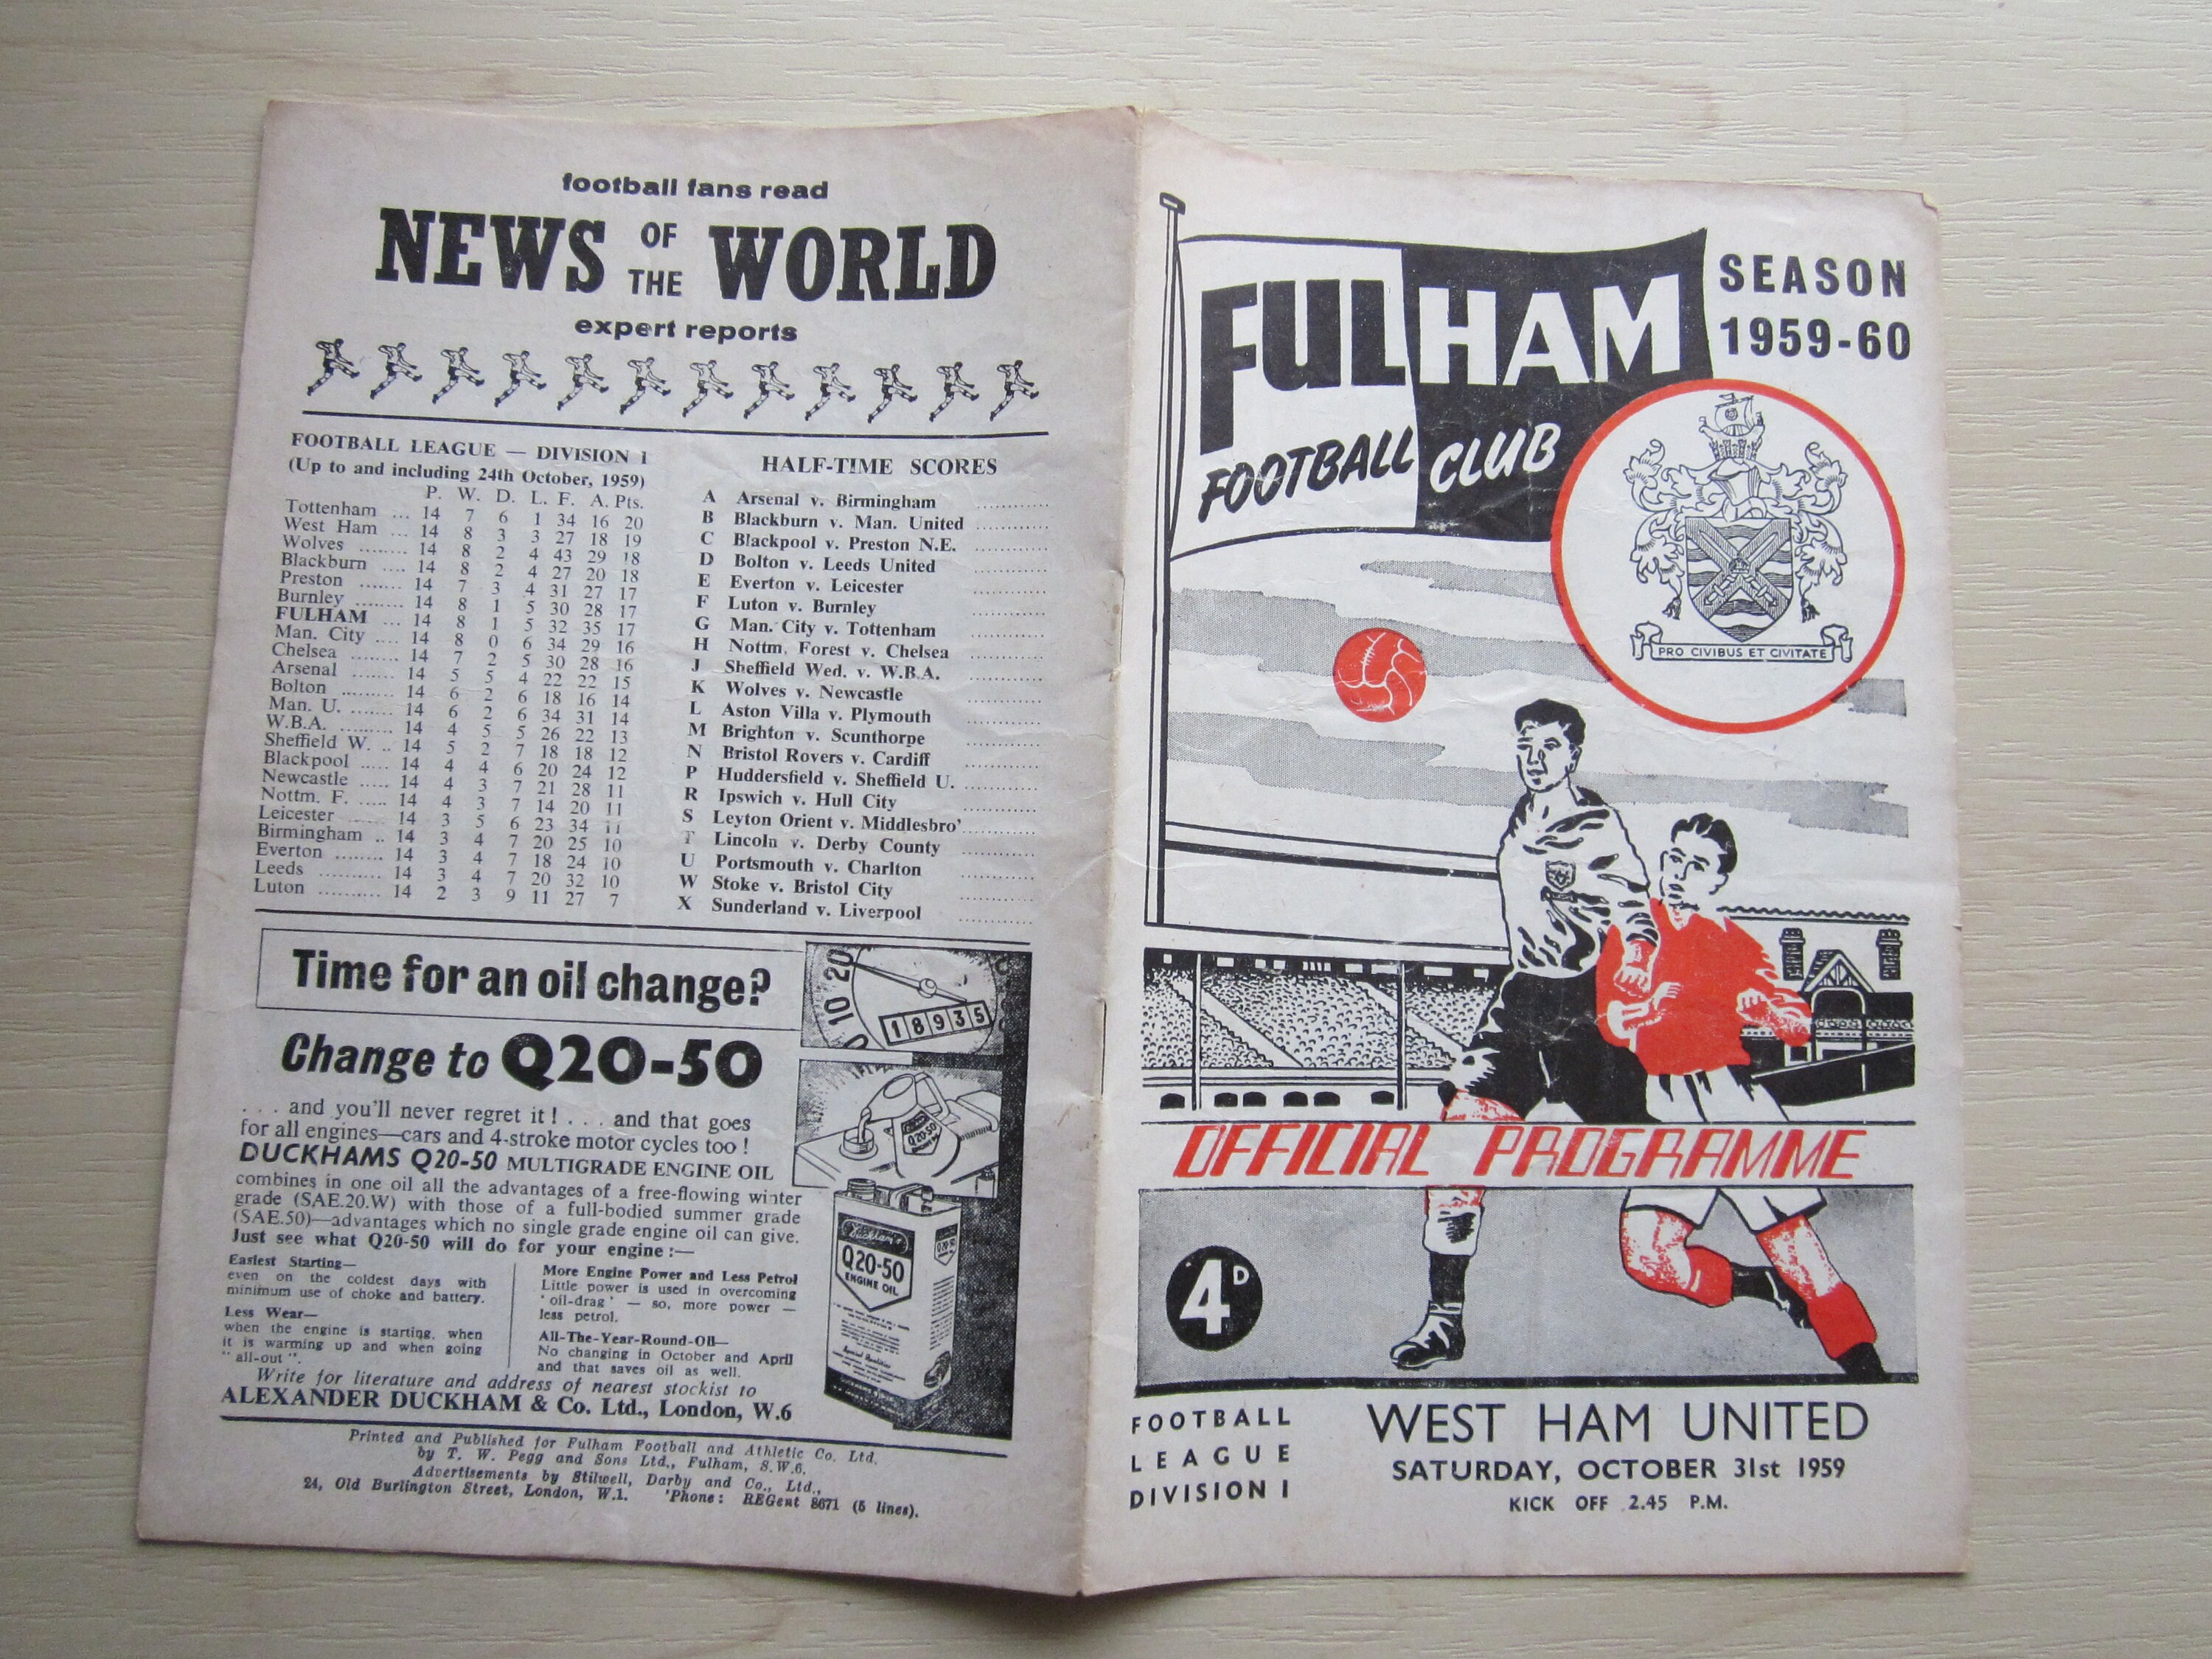 football fans read
NEWS OF THE WORLD
expert reports
FOOTBALL LEAGUE — DIVISION 1
(Up to and including 24th October, 1959)
P. W. D. L. F. A. Pts.
Tottenham ... 14 7 6 1 34 16 20
West Ham ... 14 8 3 3 27 18 19
Wolves ........ 14 8 2 4 43 29 18
Blackburn .... 14 8 2 4 27 20 18
Preston ....... 14 7 3 4 31 27 17
Burnley ........ 14 8 1 5 30 28 17
FULHAM ... 14 8 1 5 32 35 17
Man. City .... 14 8 0 6 34 29 16
Chelsea ........ 14 7 2 5 30 28 16
Arsenal ....... 14 5 5 4 22 22 15
Bolton ......... 14 6 2 6 18 16 14
Man. U. ....... 14 6 2 6 34 31 14
W.B.A. ......... 14 4 5 5 26 22 13
Sheffield W. .. 14 5 2 7 18 18 12
Blackpool ..... 14 4 4 6 20 24 12
Newcastle ..... 14 4 3 7 21 28 11
Nottm. F. ..... 14 4 3 7 14 20 11
Leicester ........ 14 3 5 6 23 34 11
Birmingham .. 14 3 4 7 20 25 10
Everton ........ 14 3 4 7 18 24 10
Leeds ........... 14 3 4 7 20 32 10
Luton ........... 14 2 3 9 11 27 7
HALF-TIME SCORES
A Arsenal v. Birmingham ............
B Blackburn v. Man. United ............
C Blackpool v. Preston N.E. ............
D Bolton v. Leeds United ............
E Everton v. Leicester ............
F Luton v. Burnley ............
G Man. City v. Tottenham ............
H Nottm. Forest v. Chelsea ............
J Sheffield Wed. v. W.B.A. ............
K Wolves v. Newcastle ............
L Aston Villa v. Plymouth ............
M Brighton v. Scunthorpe ............
N Bristol Rovers v. Cardiff ............
P Huddersfield v. Sheffield U. ............
R Ipswich v. Hull City ............
S Leyton Orient v. Middlesbro' ............
T Lincoln v. Derby County ............
U Portsmouth v. Charlton ............
W Stoke v. Bristol City ............
X Sunderland v. Liverpool ............
Time for an oil change?
10 20
18935
Change to Q20-50
. . . and you'll never regret it ! . . . and that goes
for all engines—cars and 4-stroke motor cycles too !
DUCKHAMS Q20-50 MULTIGRADE ENGINE OIL
combines in one oil all the advantages of a free-flowing winter
grade (SAE.20.W) with those of a full-bodied summer grade
(SAE.50)—advantages which no single grade engine oil can give.
Just see what Q20-50 will do for your engine :—
Easiest Starting—
even on the coldest days with
minimum use of choke and battery.
Less Wear—
when the engine is starting, when
it is warming up and when going
" all-out ".
More Engine Power and Less Petrol
Little power is used in overcoming
' oil-drag ' — so, more power —
less petrol.
All-The-Year-Round-Oil—
No changing in October and April
and that saves oil as well.
Q20-50
Duckham's
Q20-50
ENGINE OIL
Write for literature and address of nearest stockist to
ALEXANDER DUCKHAM & Co. Ltd., London, W.6
Printed and Published for Fulham Football and Athletic Co. Ltd.
by T. W. Pegg and Sons Ltd., Fulham, S.W.6.
Advertisements by Stilwell, Darby and Co., Ltd.,
24, Old Burlington Street, London, W.1. 'Phone: REGent 8671 (5 lines).
FULHAM
FOOTBALL CLUB
SEASON
1959-60
PRO CIVIBUS ET CIVITATE
OFFICIAL PROGRAMME
4D
FOOTBALL
LEAGUE
DIVISION I
WEST HAM UNITED
SATURDAY, OCTOBER 31st 1959
KICK OFF 2.45 P.M.